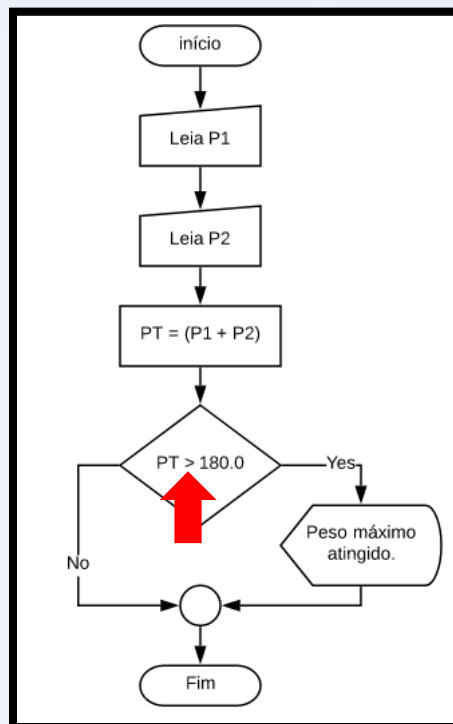 início
Leia P1
Leia P2
PT = (P1 + P2)
PT > 180.0
Yes
Peso máximo
atingido.
No
Fim